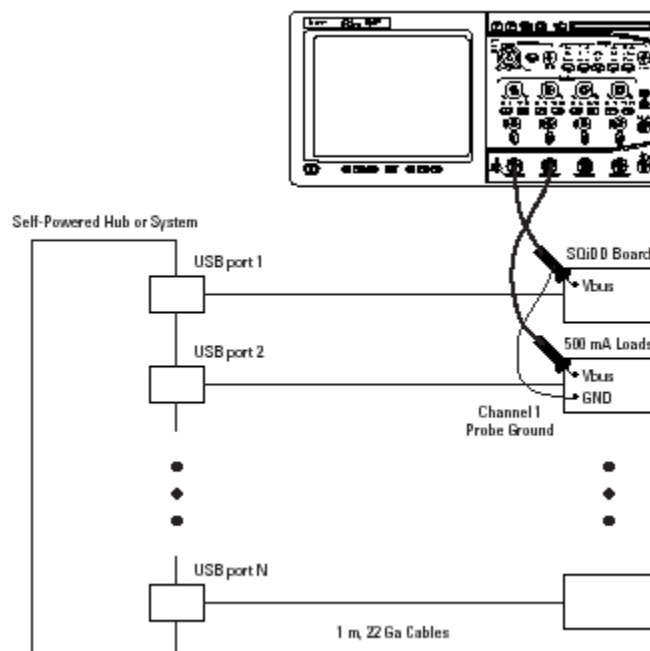 Self-Powered Hub or System
USB port 1
SQiDD Board
Vbus
USB port 2
500 mA Loads
Vbus
GND
Channel 1
Probe Ground
USB port N
1 m, 22 Ga Cables